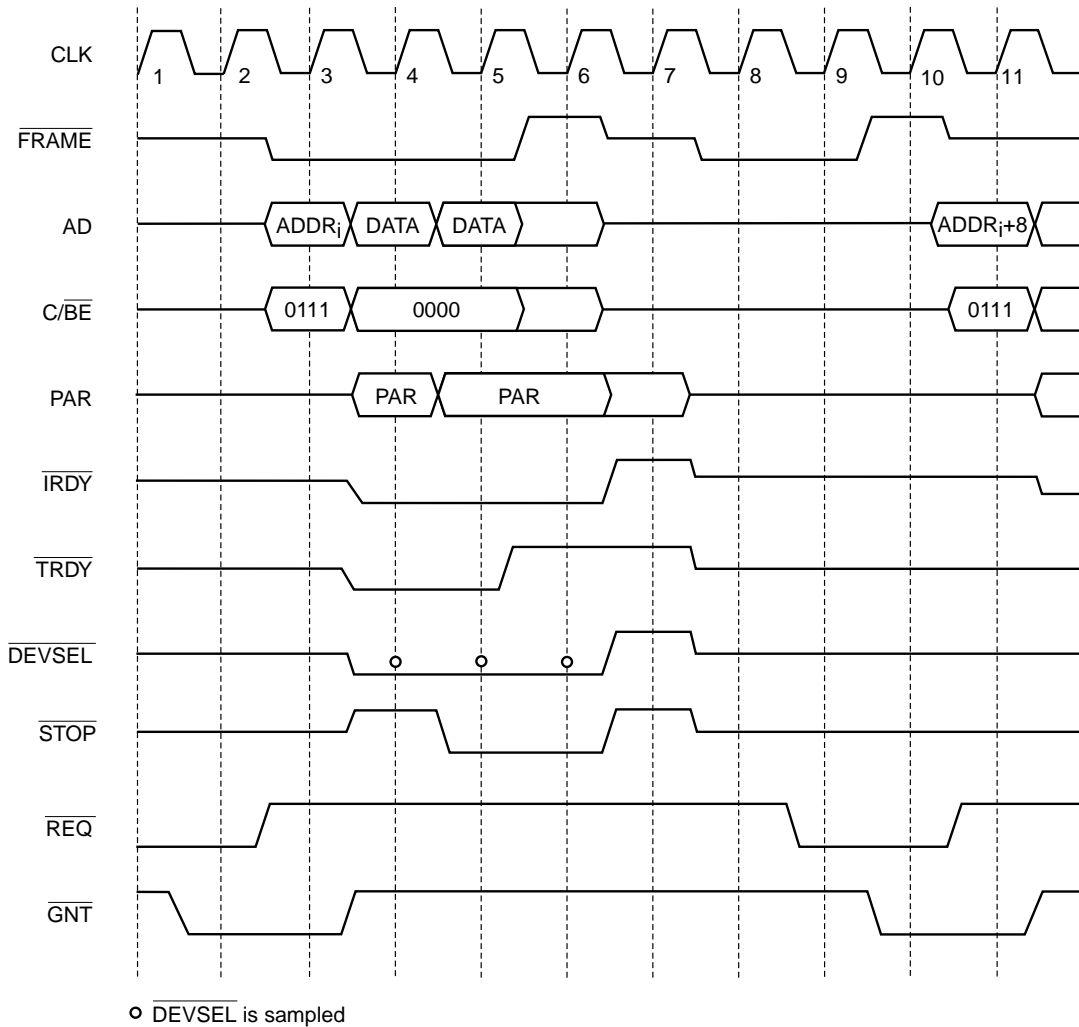 CLK
1 2 3 4 5 6 7 8 9 10 11
FRAME
AD
ADDRi DATA DATA ADDRi+8
C/BE
0111 0000 0111
PAR
PAR PAR
IRDY
TRDY
DEVSEL
STOP
REQ
GNT
DEVSEL is sampled